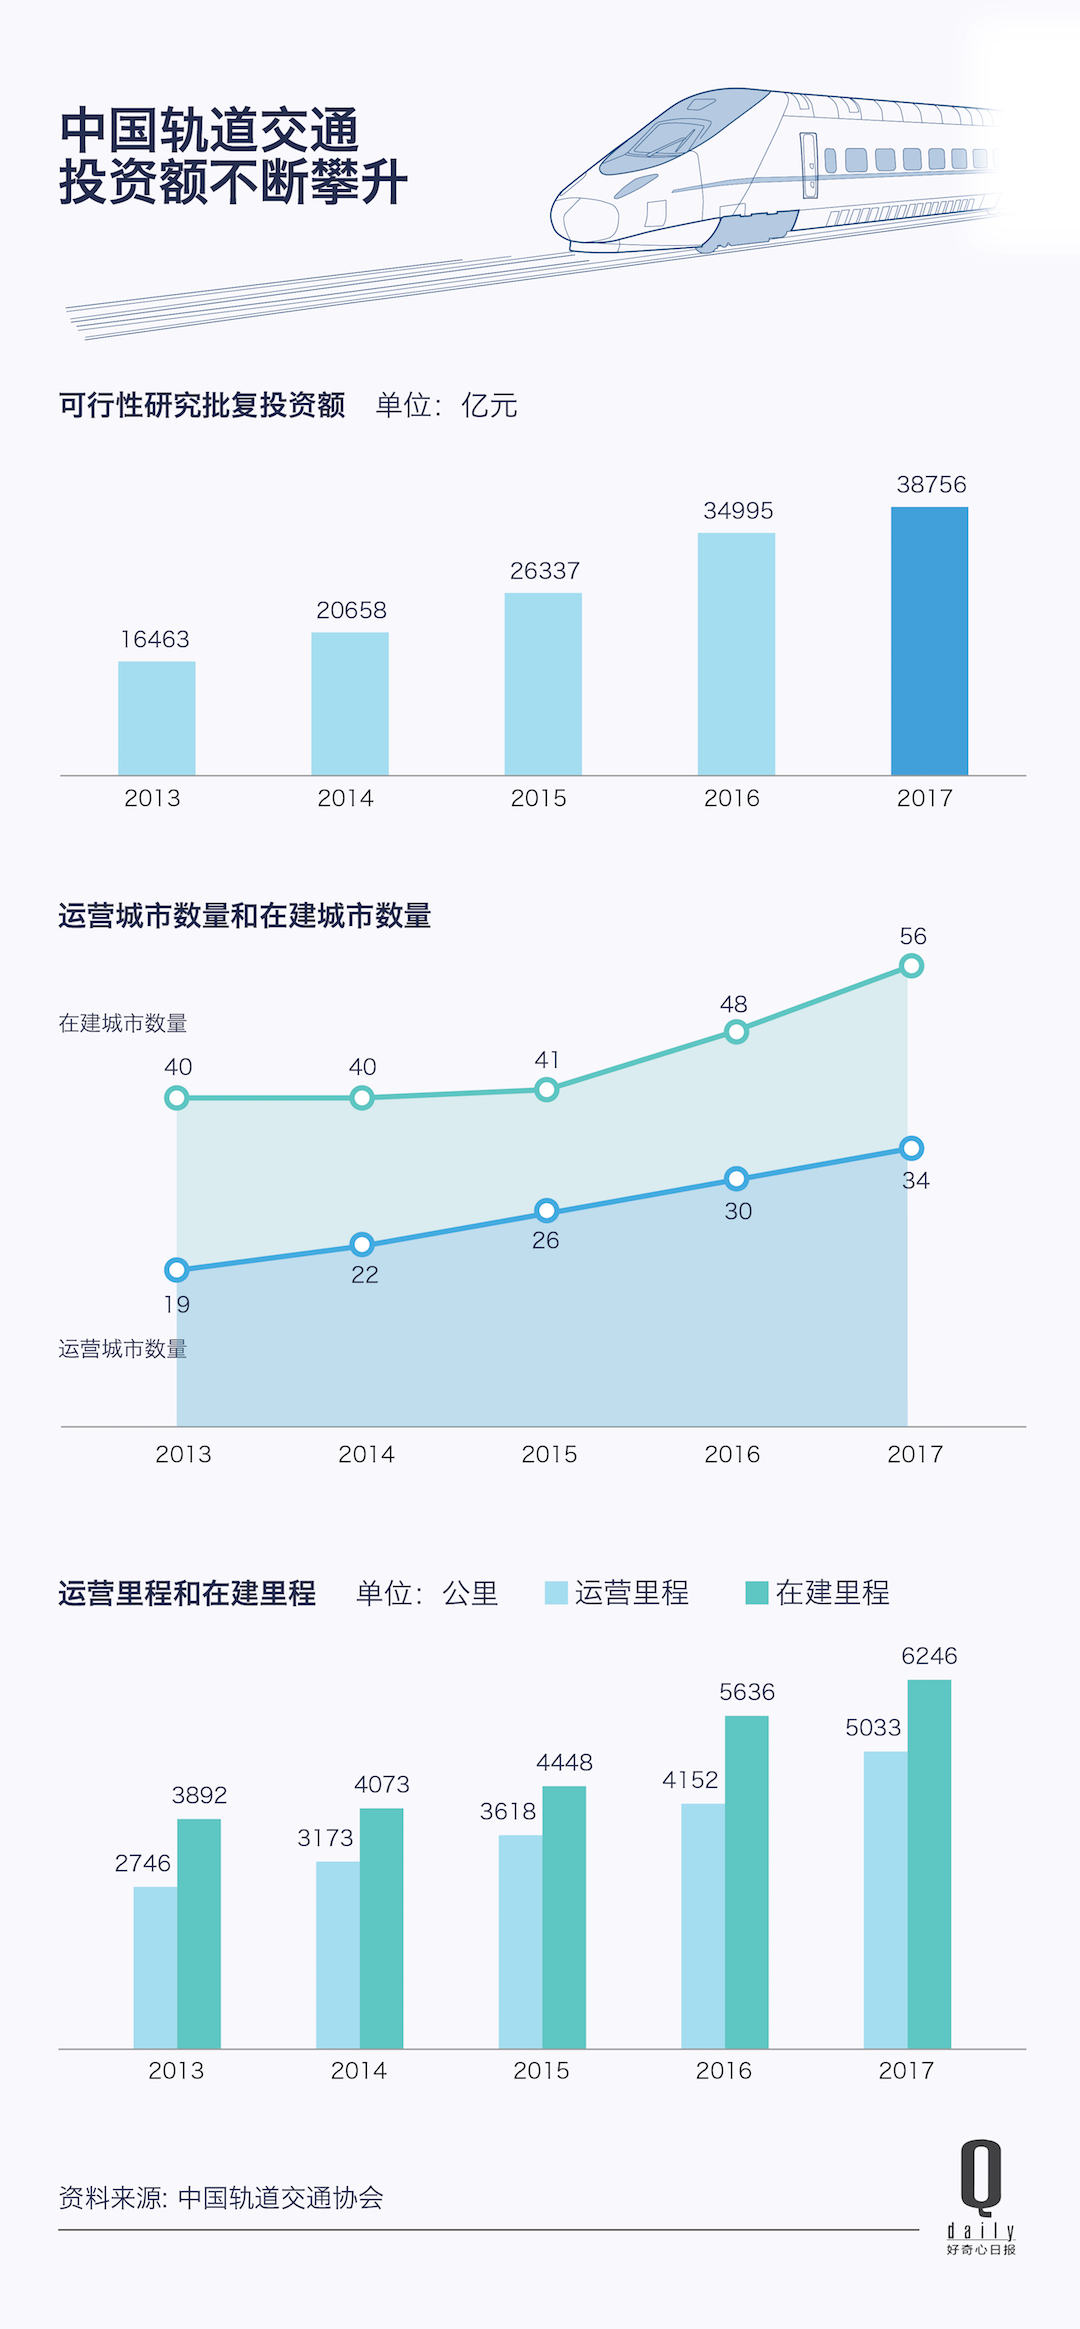 中国轨道交通
投资额不断攀升
可行性研究批复投资额 单位：亿元
38756
34995
26337
20658
16463
2013 2014 2015 2016 2017
运营城市数量和在建城市数量
56
48
在建城市数量
40 40 41
34
30
26
22
19
运营城市数量
2013 2014 2015 2016 2017
运营里程和在建里程 单位：公里 运营里程 在建里程
6246
5636
5033
4448
4152
4073
3892
3618
3173
2746
2013 2014 2015 2016 2017
资料来源: 中国轨道交通协会
Q
daily
好奇心日报